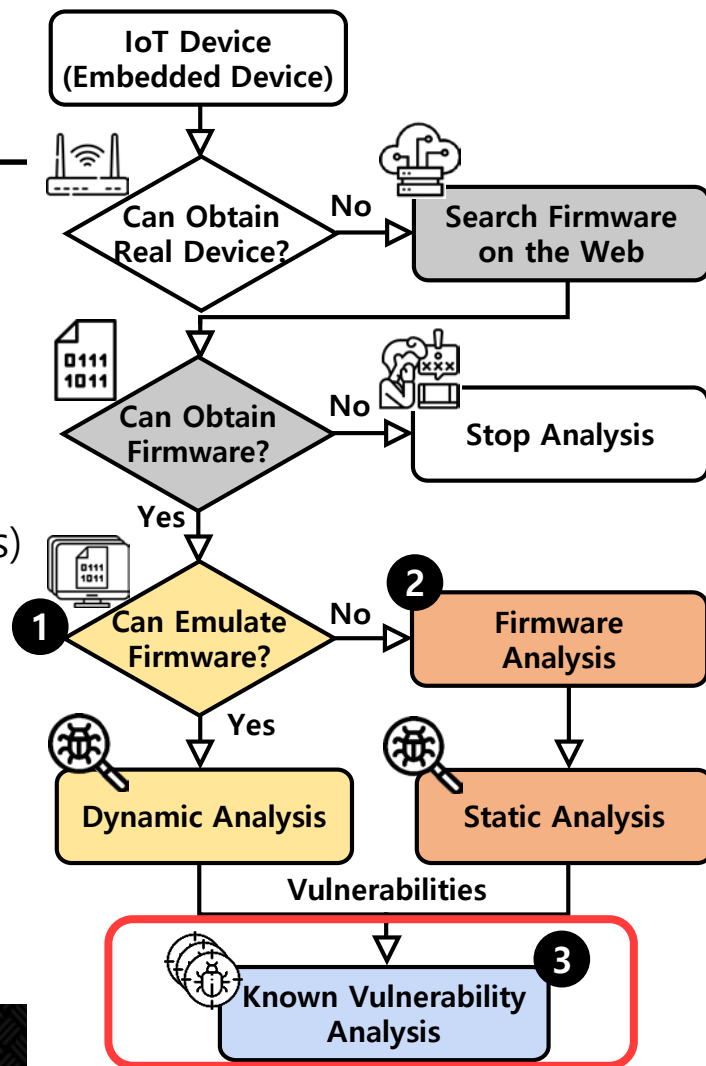 IoT Device
(Embedded Device)
Can Obtain
Real Device?
No
Search Firmware
on the Web
0111
1011
Can Obtain
Firmware?
No
xxx
Stop Analysis
Yes
s)
0111
1011
1
Can Emulate
Firmware?
No
2
Firmware
Analysis
Yes
Dynamic Analysis
Static Analysis
Vulnerabilities
3
Known Vulnerability
Analysis